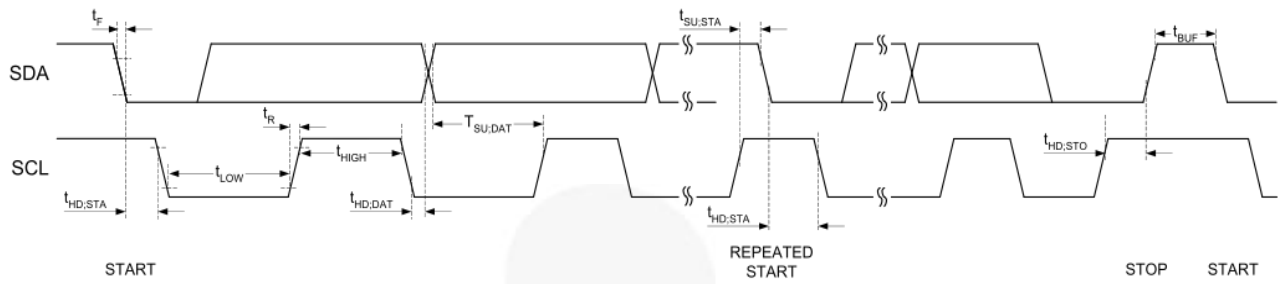 tF
tSU;STA
tBUF
SDA
tR
TSU;DAT
tHIGH
tHD;STO
SCL
tLOW
tHD;STA
tHD;DAT
tHD;STA
START
REPEATED
START
STOP
START